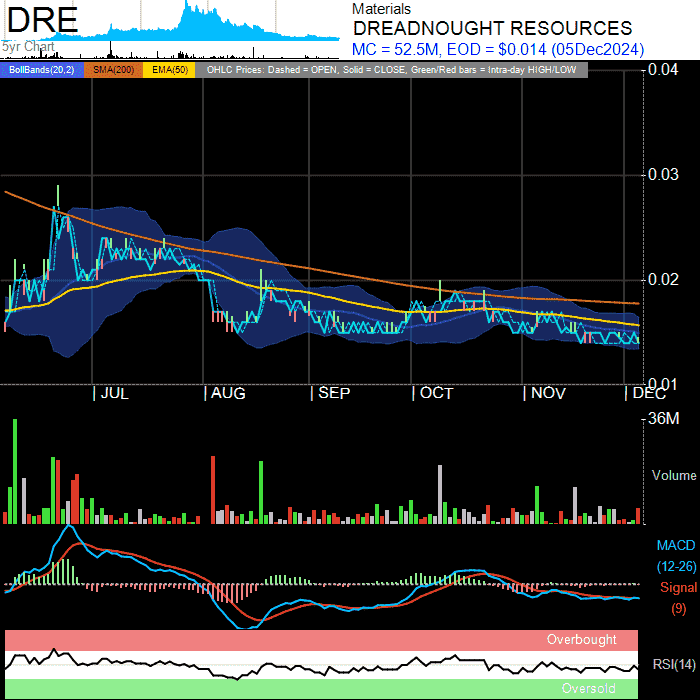 DRE
5yr Chart
Materials
DREADNOUGHT RESOURCES
MC = 52.5M, EOD = $0.014 (05Dec2024)
BollBands(20,2) SMA(200) EMA(50) OHLC Prices: Dashed = OPEN, Solid = CLOSE, Green/Red bars = Intra-day HIGH/LOW
0.04
0.03
0.02
0.01
| JUL | AUG | SEP | OCT | NOV | DEC
36M
Volume
MACD
(12-26)
Signal
(9)
Overbought
RSI(14)
Oversold